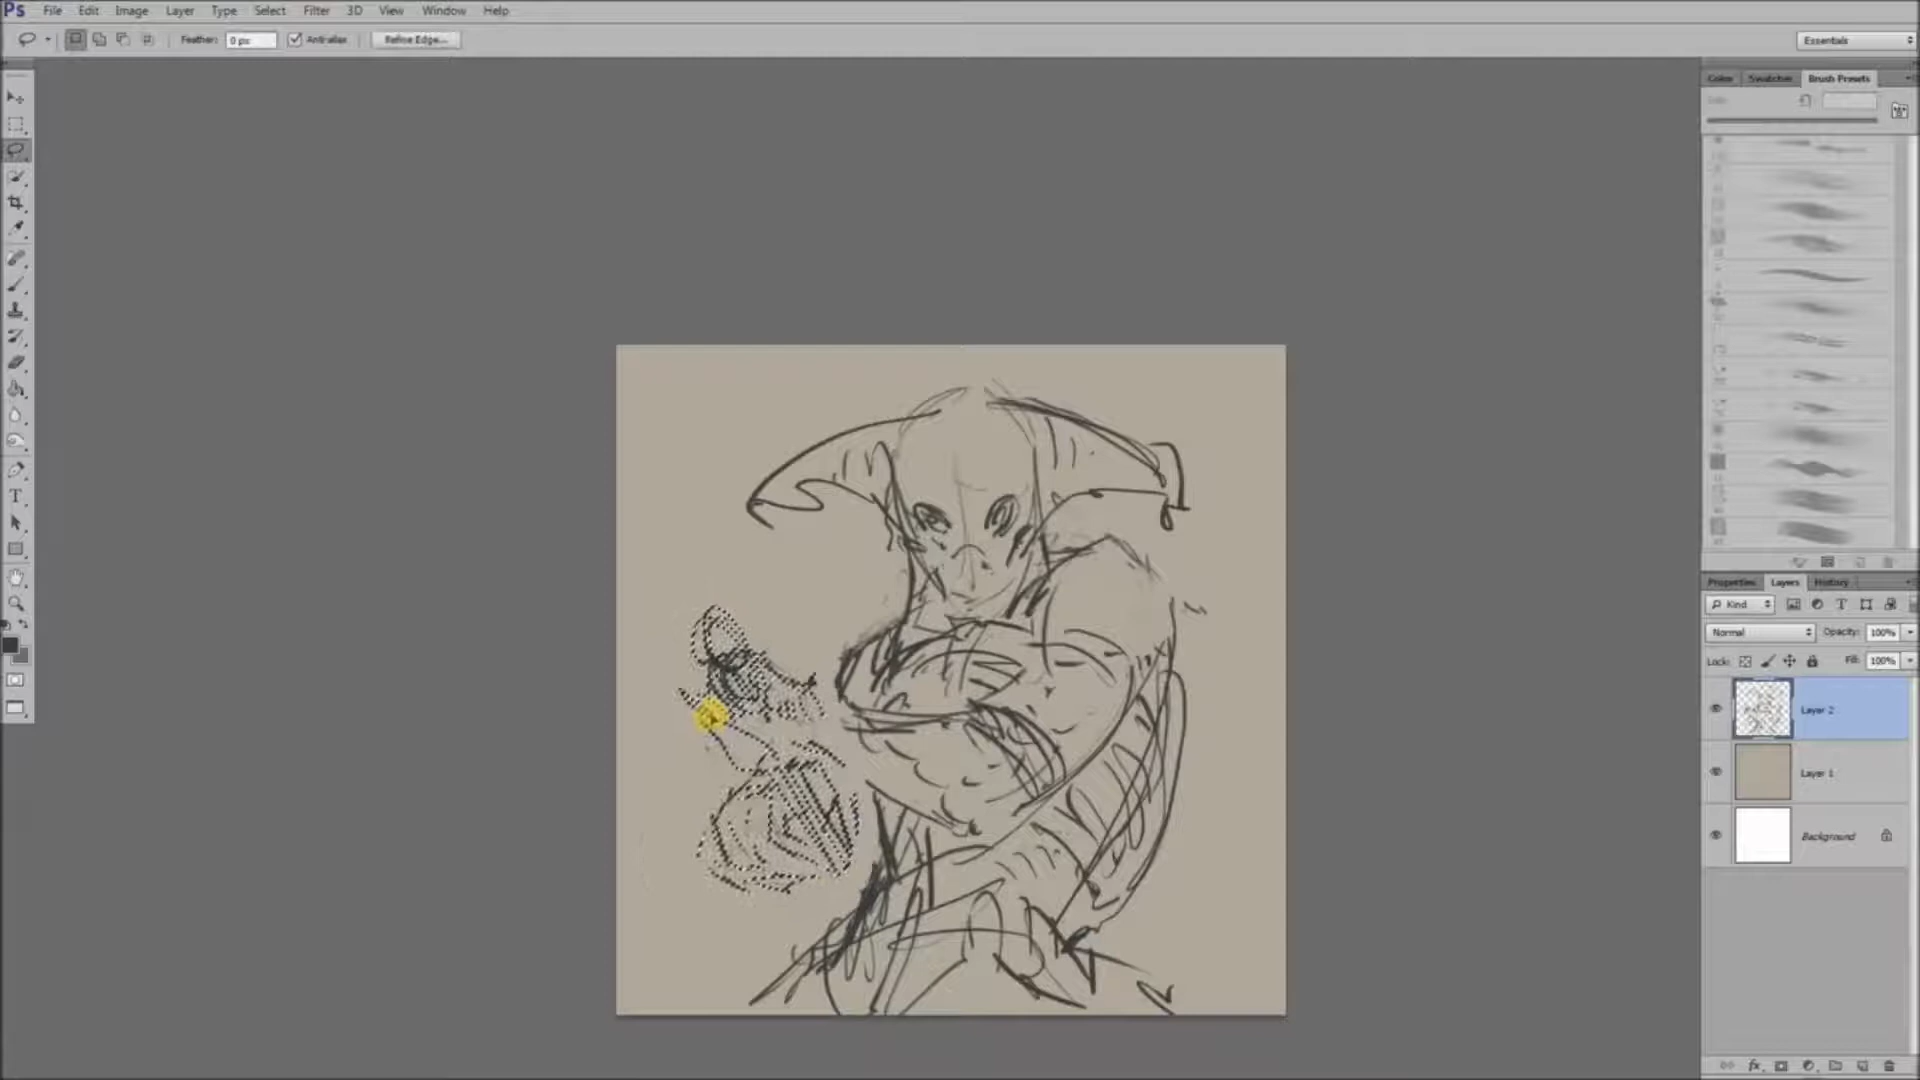 Ps File Edit Image Layer Type Select Filter 3D View Window Help
Feather: 0 px Anti-alias Refine Edge... Essentials
Color Swatches Brush Presets
T
Properties Layers History
Kind T
Normal Opacity: 100%
Lock: Fill: 100%
Layer 2
Layer 1
Background
fx